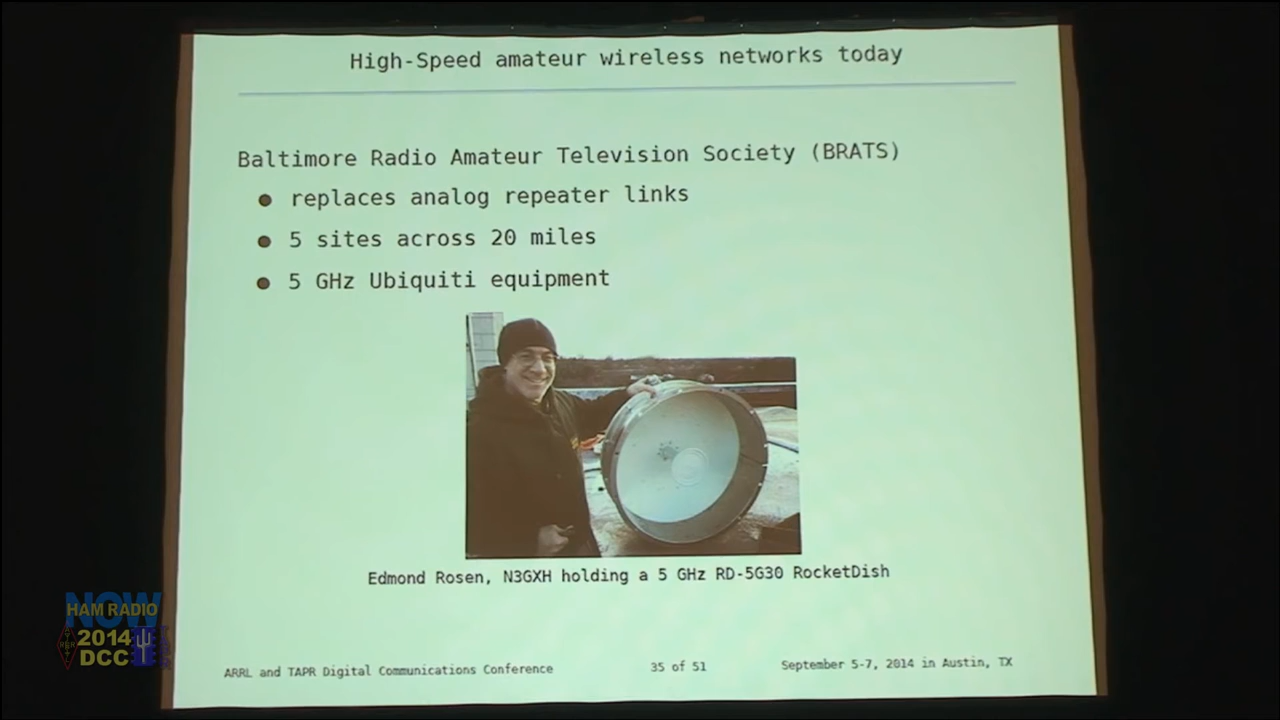 High-Speed amateur wireless networks today
Baltimore Radio Amateur Television Society (BRATS)
replaces analog repeater links
5 sites across 20 miles
5 GHz Ubiquiti equipment
Edmond Rosen, N3GXH holding a 5 GHz RD-5G30 RocketDish
NOW
HAM RADIO
2014
DCC
ARRL and TAPR Digital Communications Conference
35 of 51
September 5-7, 2014 in Austin, TX